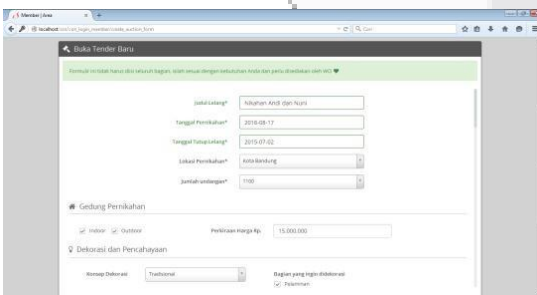 Member | Area
localhost
Buka Tender Baru
Formulir ini tidak harus diisi seluruh bagian, isilah sesuai dengan kebutuhan Anda dan perlu disediakan oleh WO
Judul Lelang*
Nikahan Andi dan Nuni
Tanggal Pernikahan*
2016-08-17
Tanggal Tutup Lelang*
2015-07-02
Lokasi Pernikahan*
Kota Bandung
Jumlah undangan*
1100
Gedung Pernikahan
Indoor
Outdoor
Perkiraan Harga Rp.
15.000.000
Dekorasi dan Pencahayaan
Konsep Dekorasi
Tradisional
Bagian yang ingin didekorasi
Pelaminan